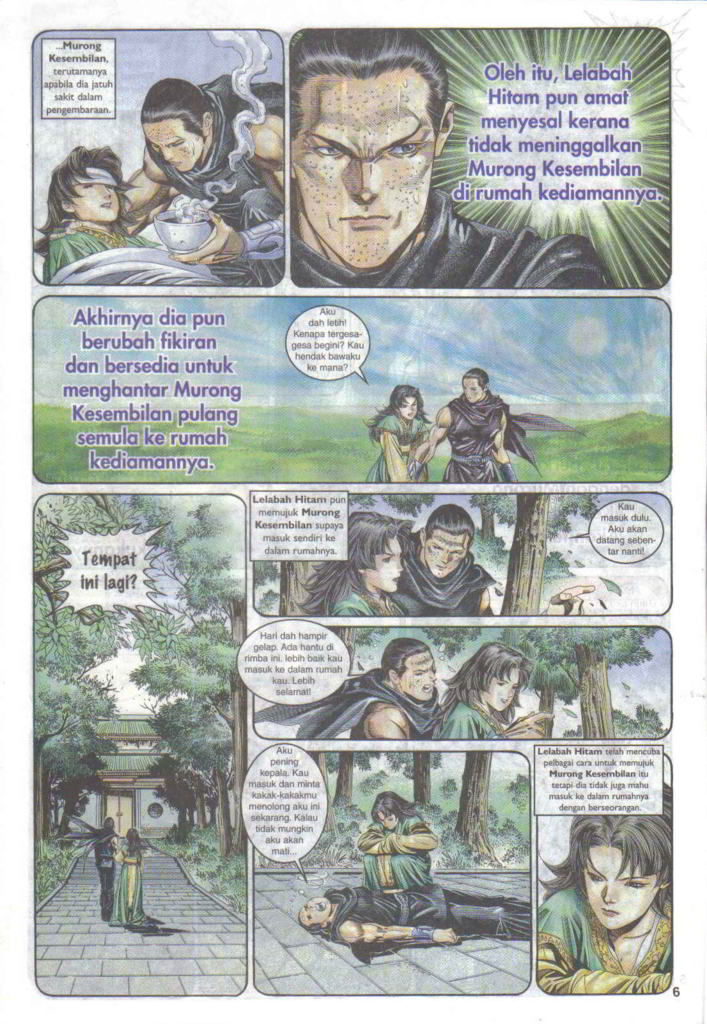 ...Murong
Kesembilan,
terutamanya
apabila dia jatuh
sakit dalam
pengembaraan.
Oleh itu, Lelabah
Hitam pun amat
menyesal kerana
tidak meninggalkan
Murong Kesembilan
di rumah kediamannya.
Akhirnya dia pun
berubah fikiran
dan bersedia untuk
menghantar Murong
Kesembilan pulang
semula ke rumah
kediamannya.
Aku
dah letih!
Kenapa tergesa-
gesa begini? Kau
hendak bawaku
ke mana?
Tempat
ini lagi?
Lelabah Hitam pun
memujuk Murong
Kesembilan supaya
masuk sendiri ke
dalam rumahnya.
Kau
masuk dulu.
Aku akan
datang seben-
tar nanti!
Hari dah hampir
gelap. Ada hantu di
rimba ini. lebih baik kau
masuk ke dalam rumah
kau. Lebih
selamat!
Aku
pening
kepala. Kau
masuk dan minta
kakak-kakakmu
menolong aku ini
sekarang. Kalau
tidak mungkin
aku akan
mati...
Lelabah Hitam telah mencuba
pelbagai cara untuk memujuk
Murong Kesembilan itu
tetapi dia tidak juga mahu
masuk ke dalam rumahnya
dengan berseorangan.
6